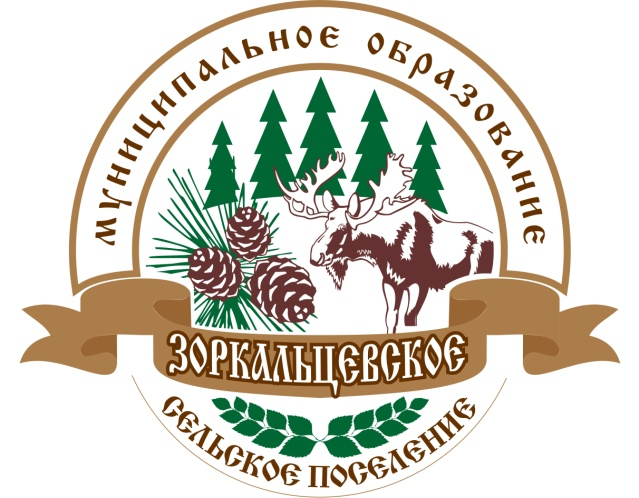 МУНИЦИПАЛЬНОЕ ОБРАЗОВАНИЕ
ЗОРКАЛЬЦЕВСКОЕ
СЕЛЬСКОЕ ПОСЕЛЕНИЕ